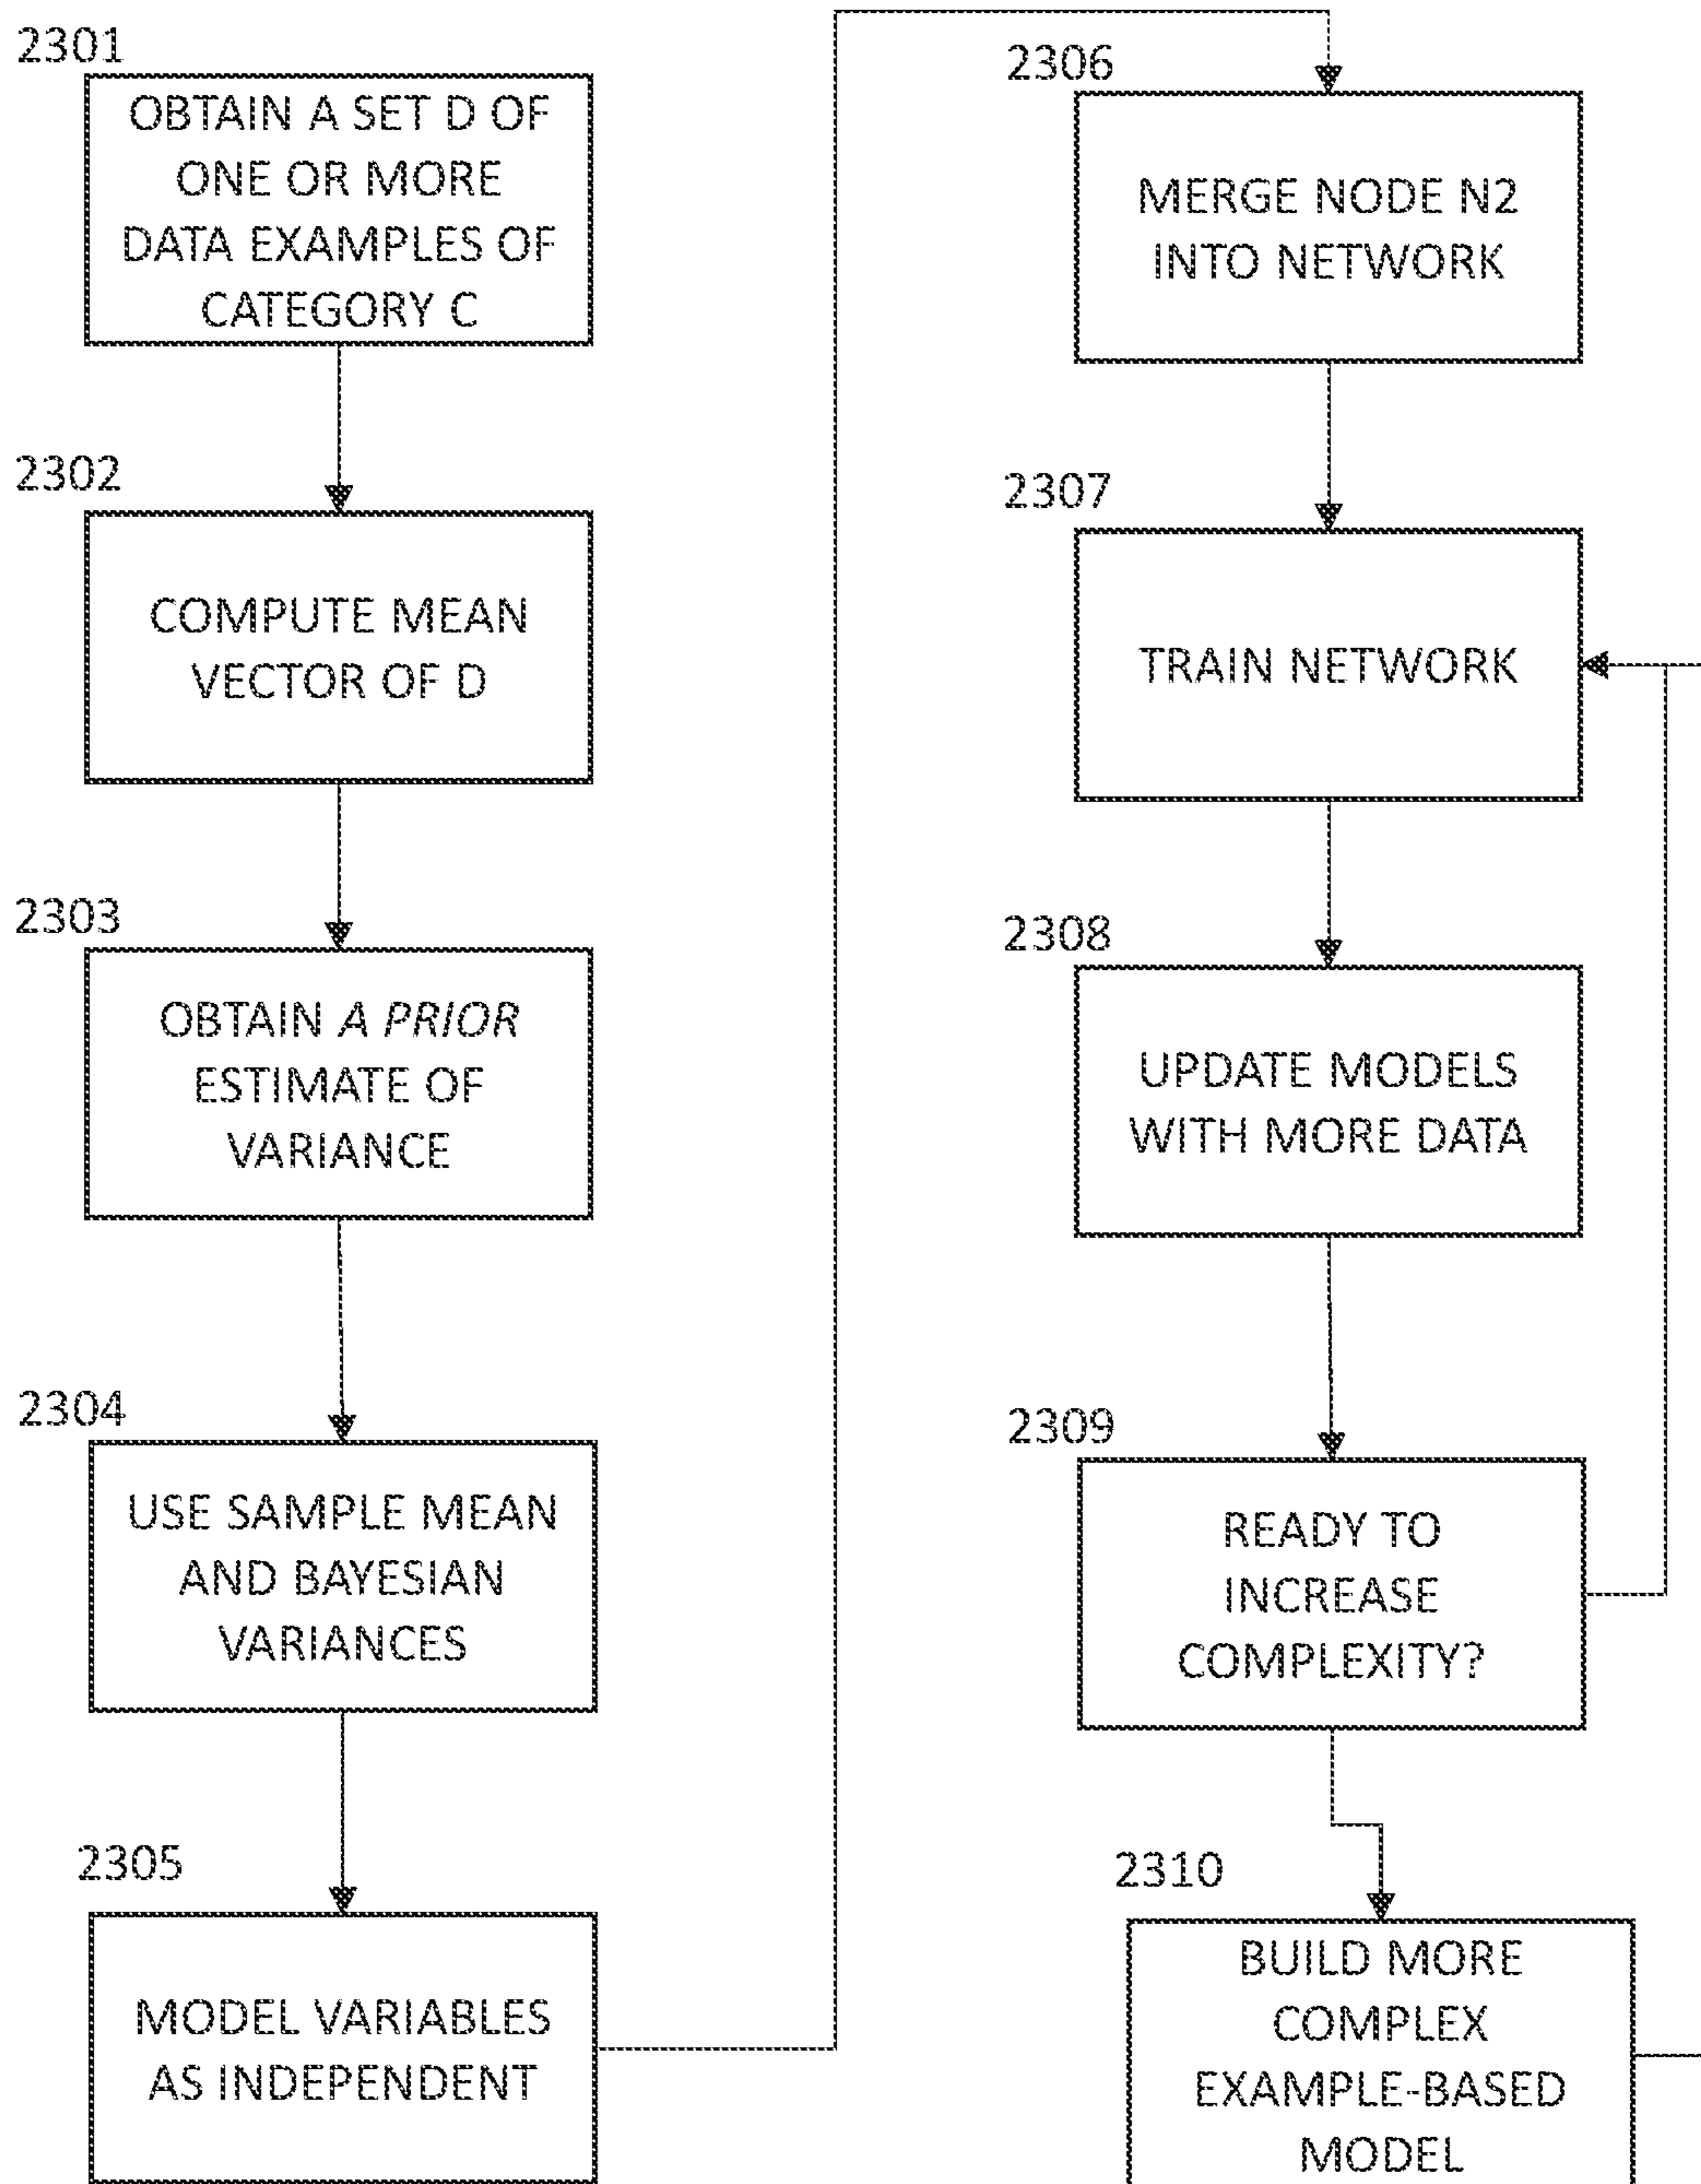 2301
OBTAIN A SET D OF
ONE OR MORE
DATA EXAMPLES OF
CATEGORY C
2302
COMPUTE MEAN
VECTOR OF D
2303
OBTAIN A PRIOR
ESTIMATE OF
VARIANCE
2304
USE SAMPLE MEAN
AND BAYESIAN
VARIANCES
2305
MODEL VARIABLES
AS INDEPENDENT
2306
MERGE NODE N2
INTO NETWORK
2307
TRAIN NETWORK
2308
UPDATE MODELS
WITH MORE DATA
2309
READY TO
INCREASE
COMPLEXITY?
2310
BUILD MORE
COMPLEX
EXAMPLE-BASED
MODEL